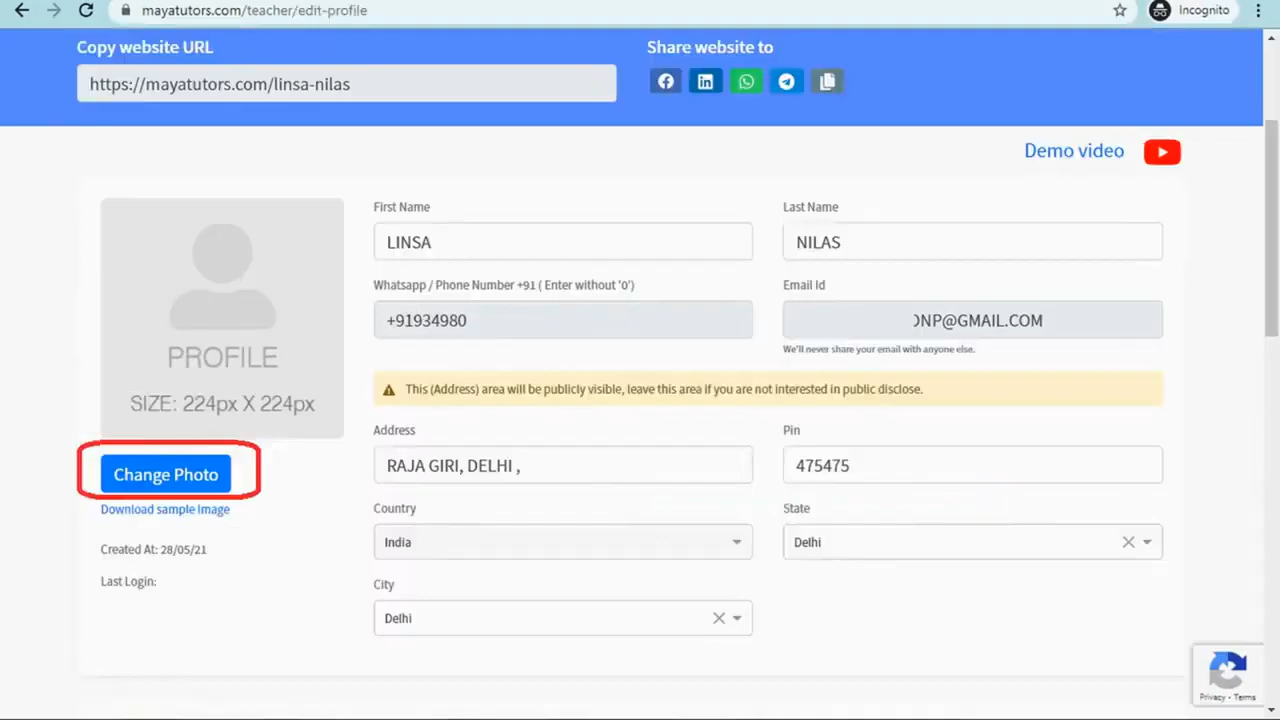 mayatutors.com/teacher/edit-profile
Incognito
Copy website URL
Share website to
https://mayatutors.com/linsa-nilas
Demo video
PROFILE
SIZE: 224px X 224px
Change Photo
Download sample Image
Created At: 28/05/21
Last Login:
First Name
Last Name
LINSA
NILAS
Whatsapp / Phone Number +91 ( Enter without '0')
Email Id
+91934980
NP@GMAIL.COM
We'll never share your email with anyone else.
This (Address) area will be publicly visible, leave this area if you are not interested in public disclose.
Address
Pin
RAJA GIRI, DELHI ,
475475
Country
State
India
Delhi
City
Delhi
Privacy - Terms